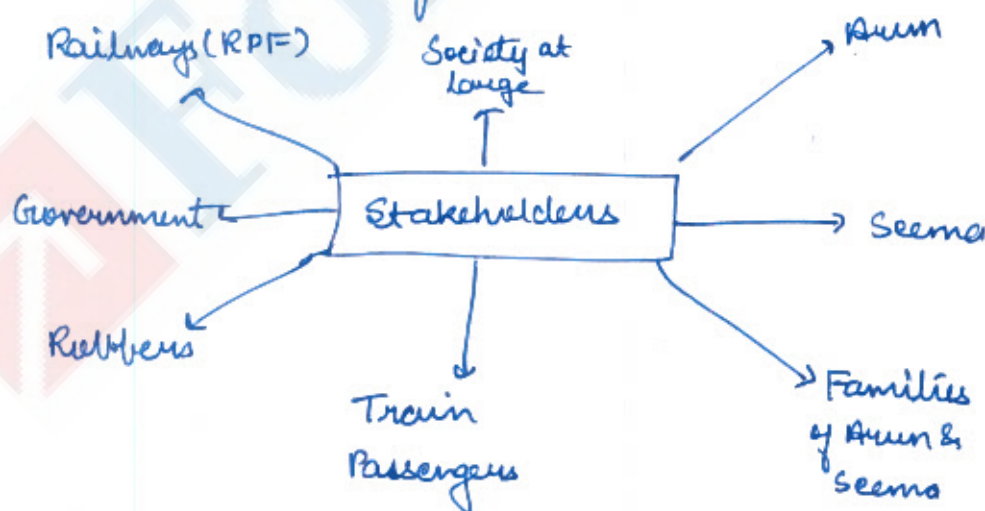 Railways (RPF)
Society at
Large
Arun
Government
Stakeholders
Seema
Robbers
Train
Passengers
Families
of Arun &
Seema